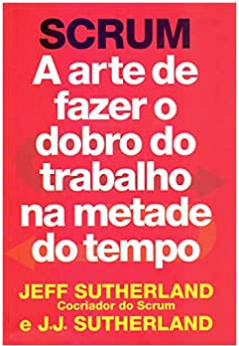 SCRUM
A arte de
fazer o
dobro do
trabalho
na metade
do tempo
JEFF SUTHERLAND
Cocriador do Scrum
e J.J. SUTHERLAND